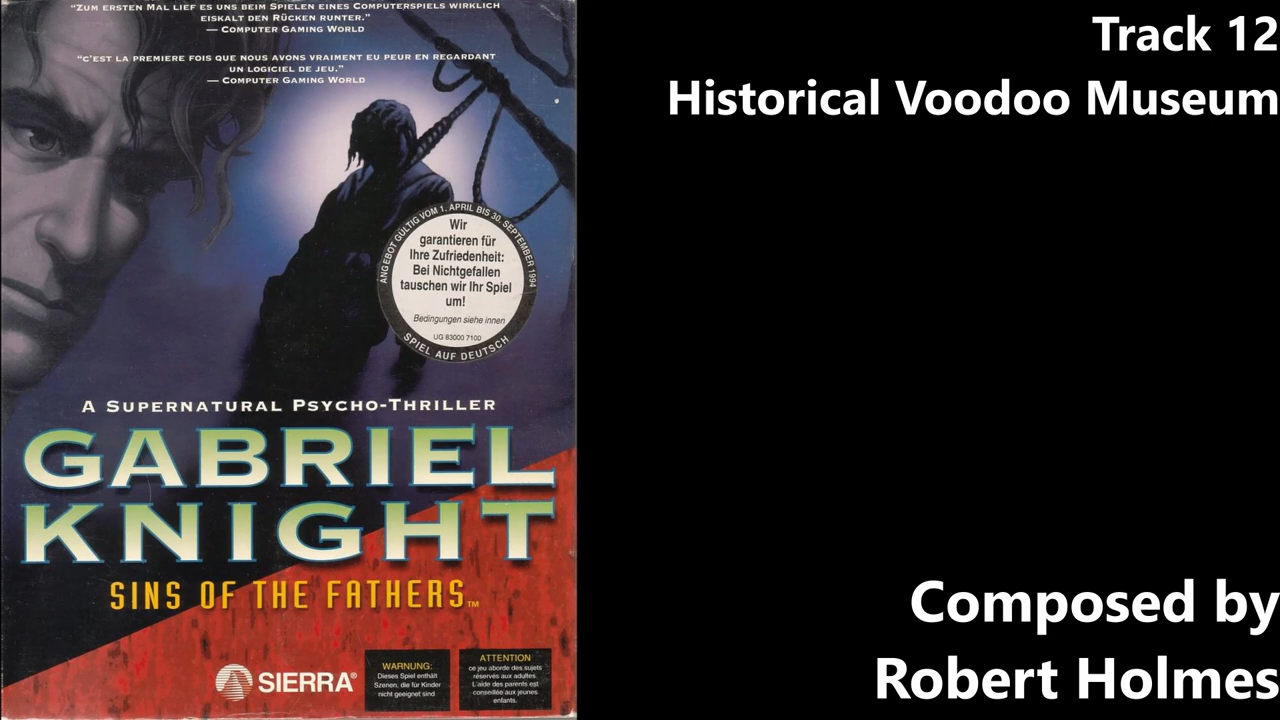 “Zum ersten Mal lief es uns beim Spielen eines Computerspiels wirklich
eiskalt den Rücken runter.”
— Computer Gaming World
“c'est la premiere fois que nous avons vraiment eu peur en regardant
un logiciel de jeu.”
— Computer Gaming World
ANGEBOT GÜLTIG VOM 1. APRIL BIS 30. SEPTEMBER 1994
Wir
garantieren für
Ihre Zufriedenheit:
Bei Nichtgefallen
tauschen wir Ihr Spiel
um!
Bedingungen siehe innen
UG 83000 7100
SPIEL AUF DEUTSCH
A Supernatural Psycho-Thriller
GABRIEL
KNIGHT
SINS OF THE FATHERS™
SIERRA®
WARNUNG:
Dieses Spiel enthält
Szenen, die für Kinder
nicht geeignet sind
ATTENTION
ce jeu aborde des sujets
réservés aux adultes.
L'aide des parents est
conseillée aux jeunes
enfants.
Track 12
Historical Voodoo Museum
Composed by
Robert Holmes